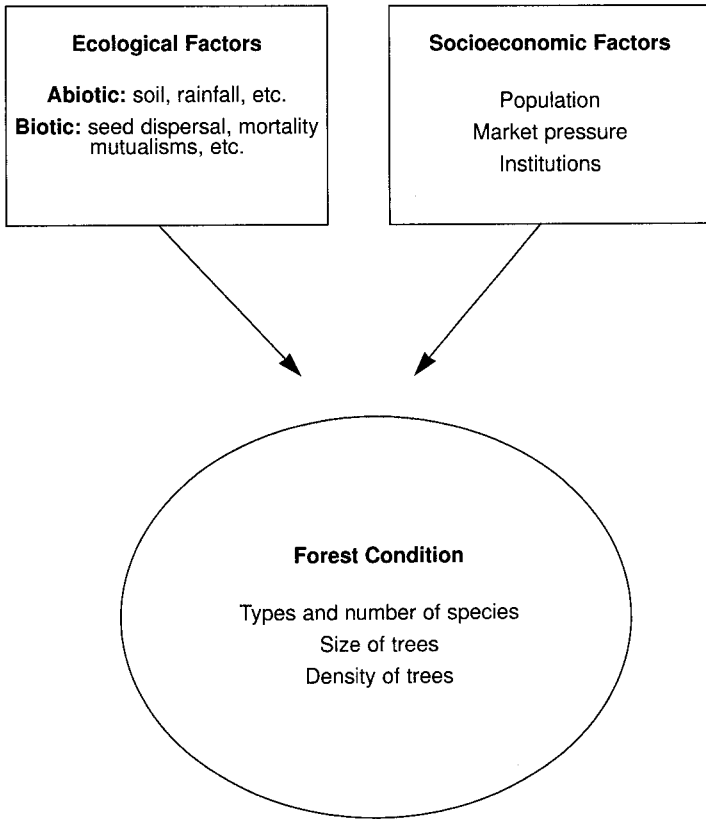 Ecological Factors
Abiotic: soil, rainfall, etc.
Biotic: seed dispersal, mortality
mutualisms, etc.
Socioeconomic Factors
Population
Market pressure
Institutions
Forest Condition
Types and number of species
Size of trees
Density of trees